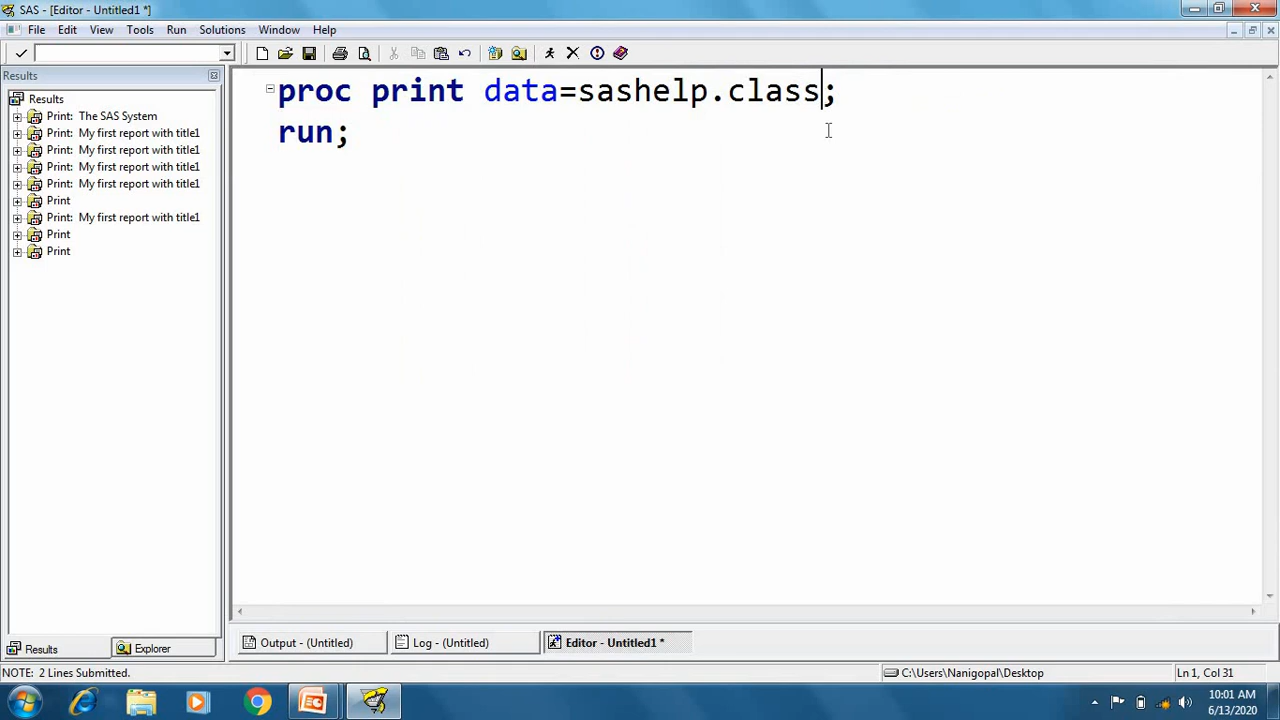 SAS - [Editor - Untitled1 *]
File Edit View Tools Run Solutions Window Help
Results
Results
Print: The SAS System
Print: My first report with title1
Print: My first report with title1
Print: My first report with title1
Print: My first report with title1
Print
Print: My first report with title1
Print
Print
proc print data=sashelp.class;
run;
Results Explorer
Output - (Untitled) Log - (Untitled) Editor - Untitled1 *
NOTE: 2 Lines Submitted. C:\Users\Nanigopal\Desktop Ln 1, Col 31
10:01 AM
6/13/2020